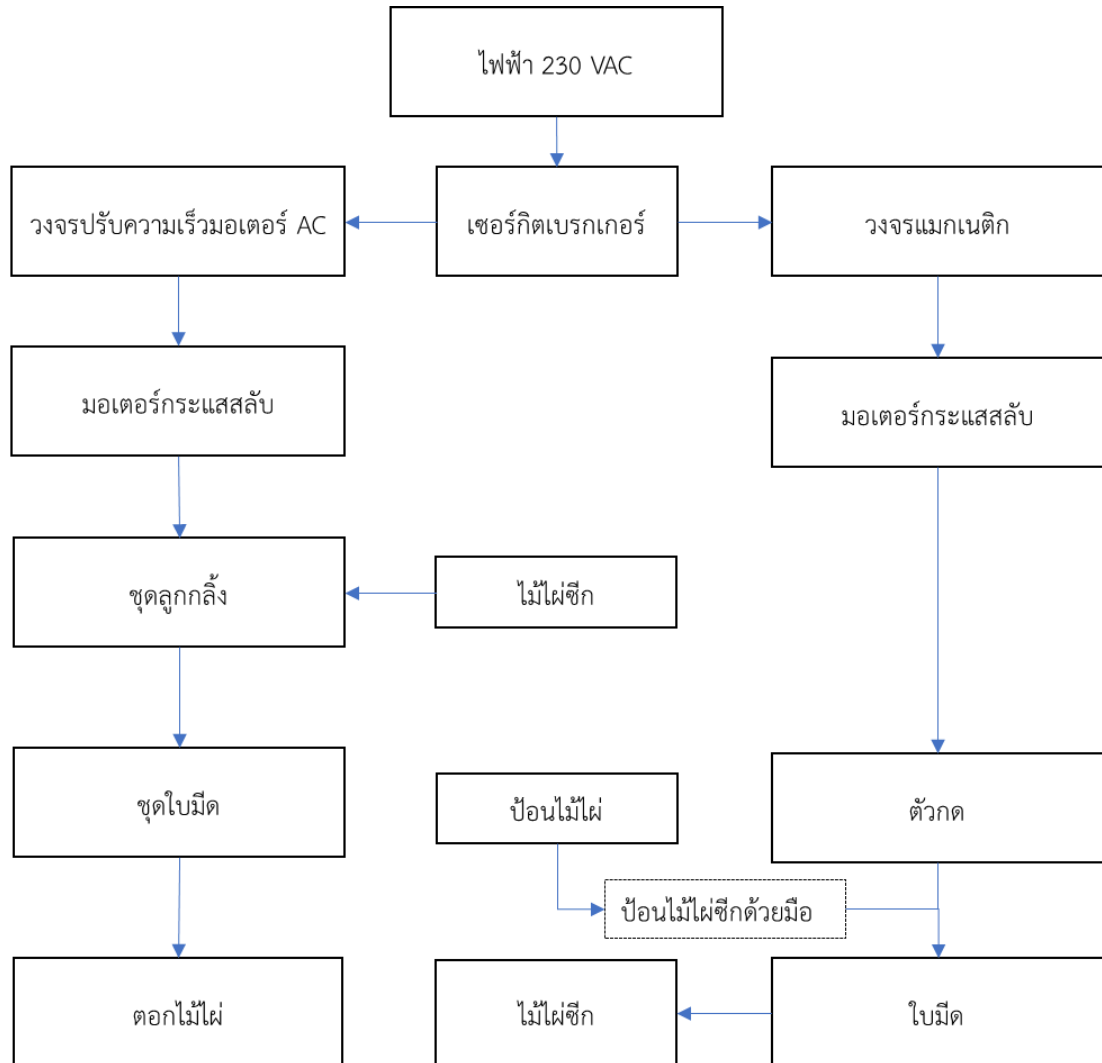 ไฟฟ้า 230 VAC
วงจรปรับความเร็วมอเตอร์ AC
เซอร์กิตเบรกเกอร์
วงจรแมกเนติก
มอเตอร์กระแสสลับ
มอเตอร์กระแสสลับ
ชุดลูกกลิ้ง
ไม้ไผ่ซีก
ชุดใบมีด
ป้อนไม้ไผ่
ตัวกด
ป้อนไม้ไผ่ซีกด้วยมือ
ตอกไม้ไผ่
ไม้ไผ่ซีก
ใบมีด